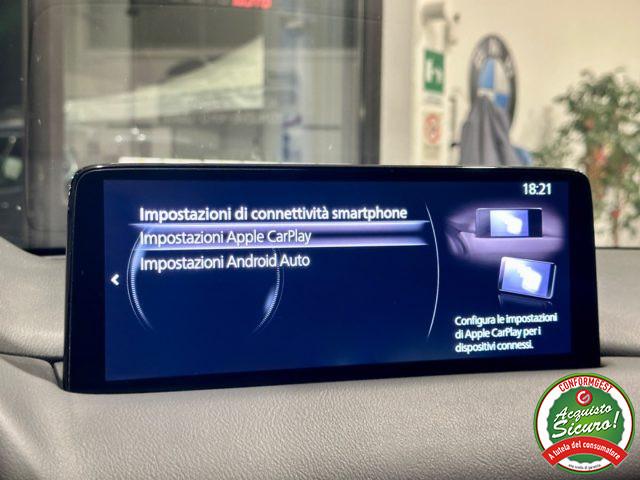 18:21
Impostazioni di connettività smartphone
Impostazioni Apple CarPlay
Impostazioni Android Auto
Configura le impostazioni
di Apple CarPlay per i
dispositivi connessi.
CONFORMGEST
Acquisto
Sicuro!
A tutela del consumatore